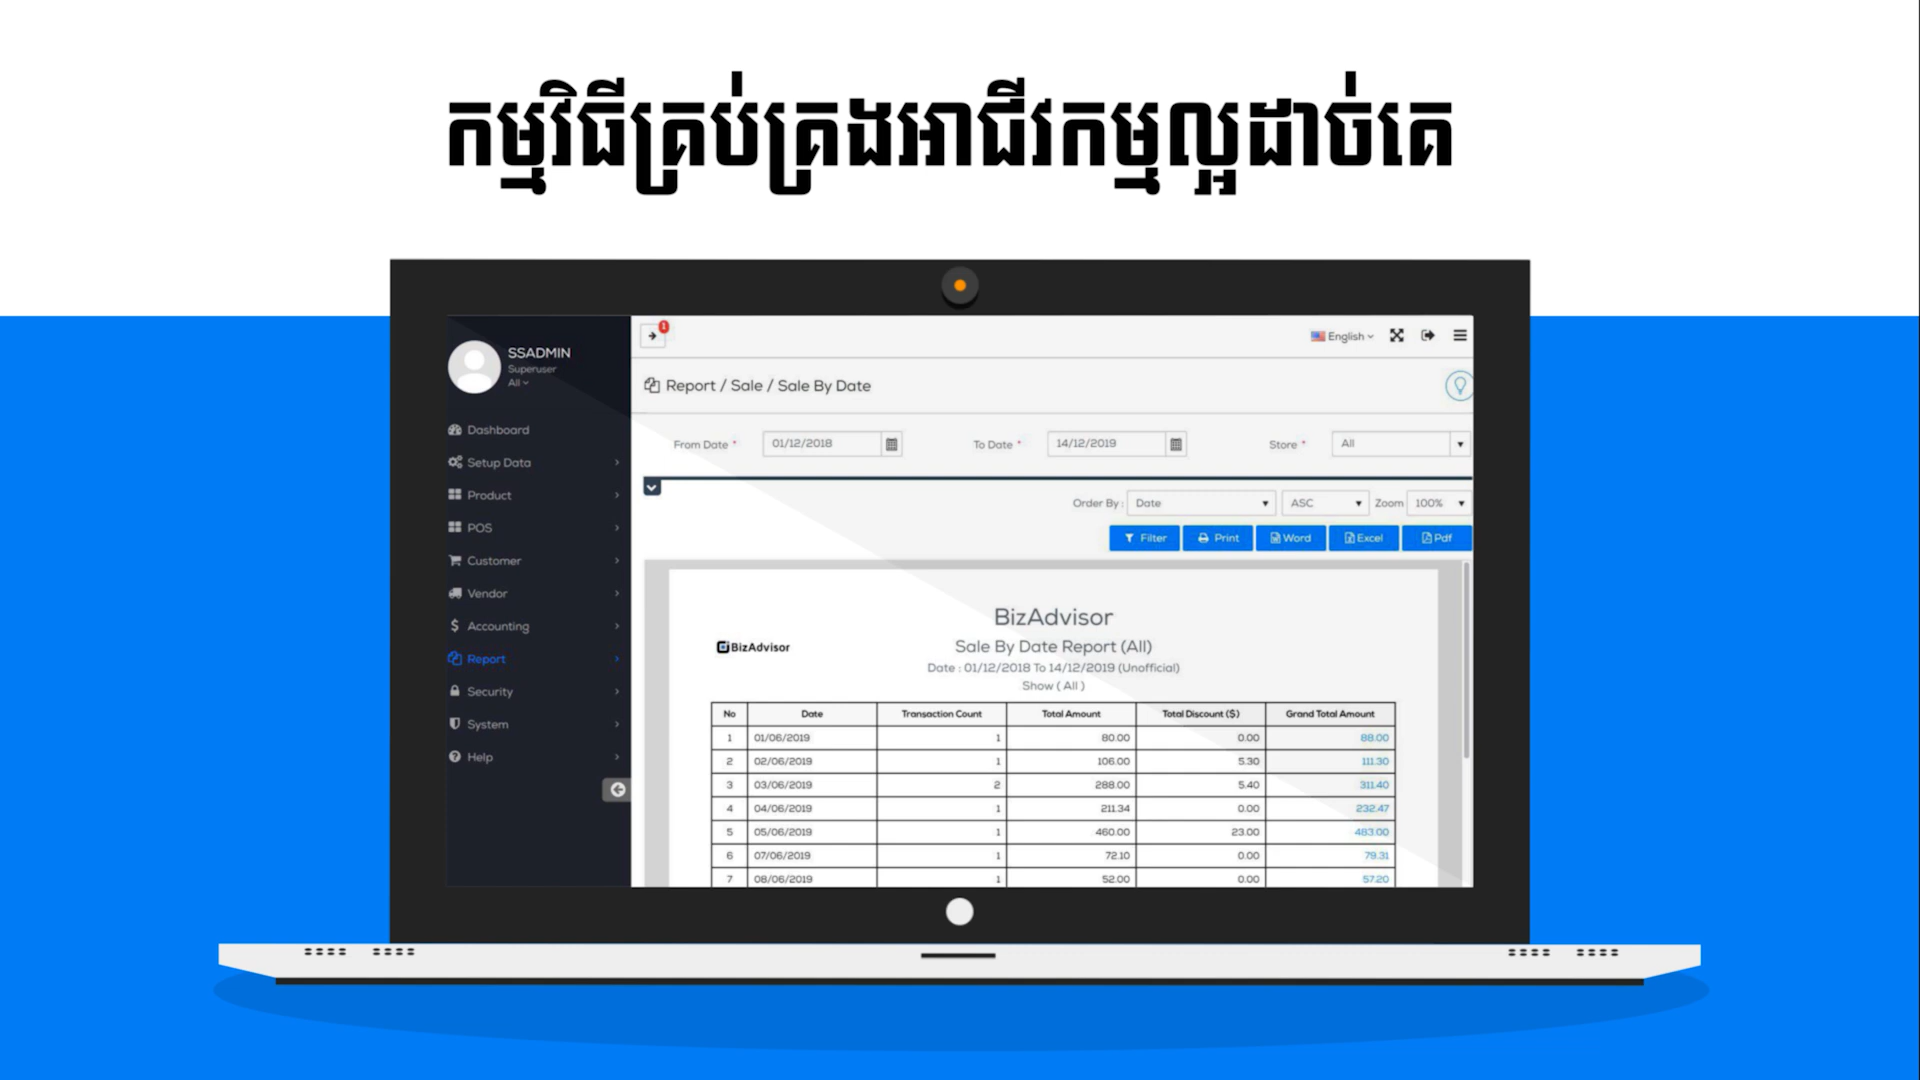 កម្មវិធីគ្រប់គ្រងអាជីវកម្មល្អដាច់គេ
SSADMIN
Superuser
All
Dashboard
Setup Data
Product
POS
Customer
Vendor
Accounting
Report
Security
System
Help
1
English
Report / Sale / Sale By Date
From Date * 01/12/2018 To Date * 14/12/2019 Store * All
Order By : Date ASC Zoom 100%
Filter Print Word Excel Pdf
BizAdvisor
BizAdvisor
Sale By Date Report (All)
Date : 01/12/2018 To 14/12/2019 (Unofficial)
Show ( All )
No Date Transaction Count Total Amount Total Discount ($) Grand Total Amount
1 01/06/2019 1 80.00 0.00 88.00
2 02/06/2019 1 106.00 5.30 111.30
3 03/06/2019 2 288.00 5.40 311.40
4 04/06/2019 1 211.34 0.00 232.47
5 05/06/2019 1 460.00 23.00 483.00
6 07/06/2019 1 72.10 0.00 79.31
7 08/06/2019 1 52.00 0.00 57.20